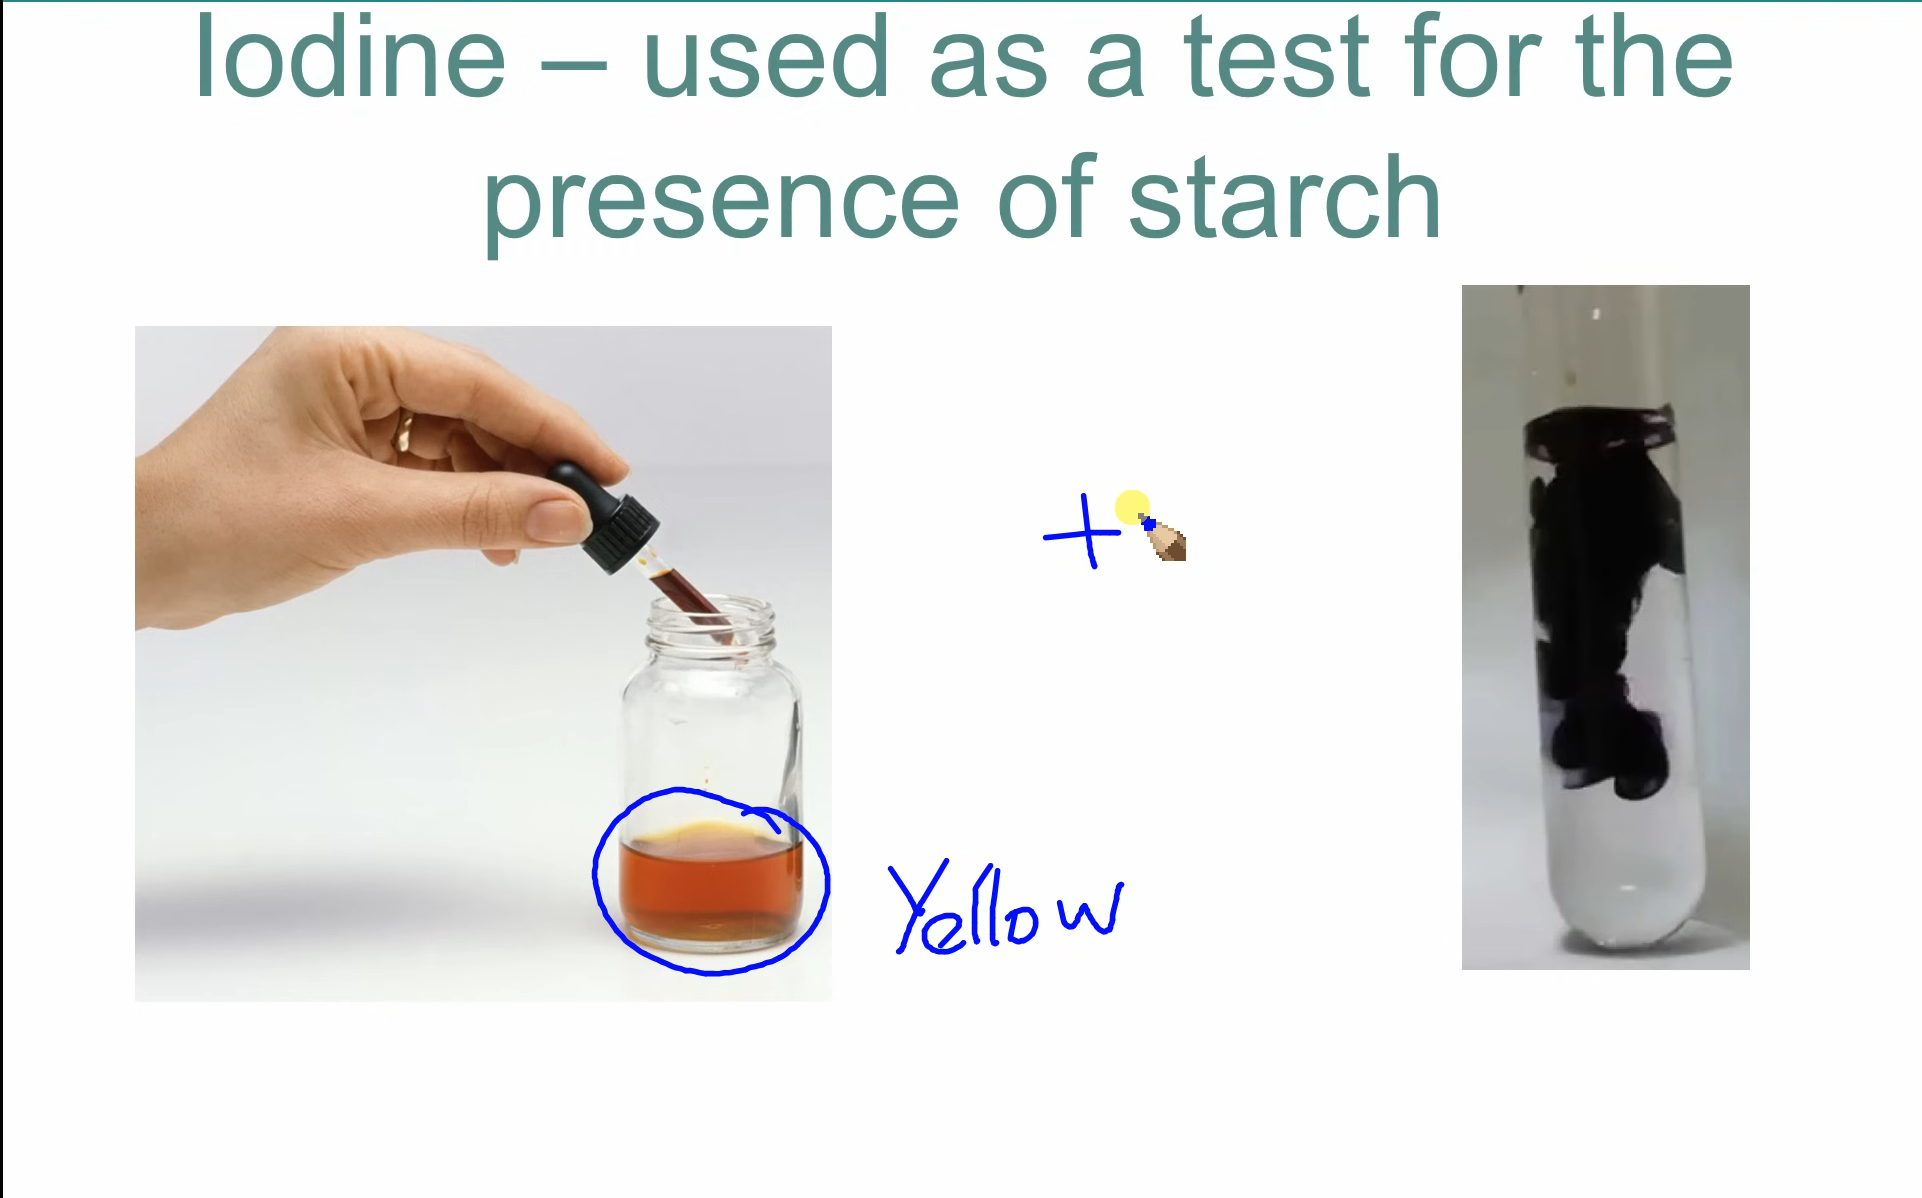 Iodine – used as a test for the
presence of starch
+
Yellow